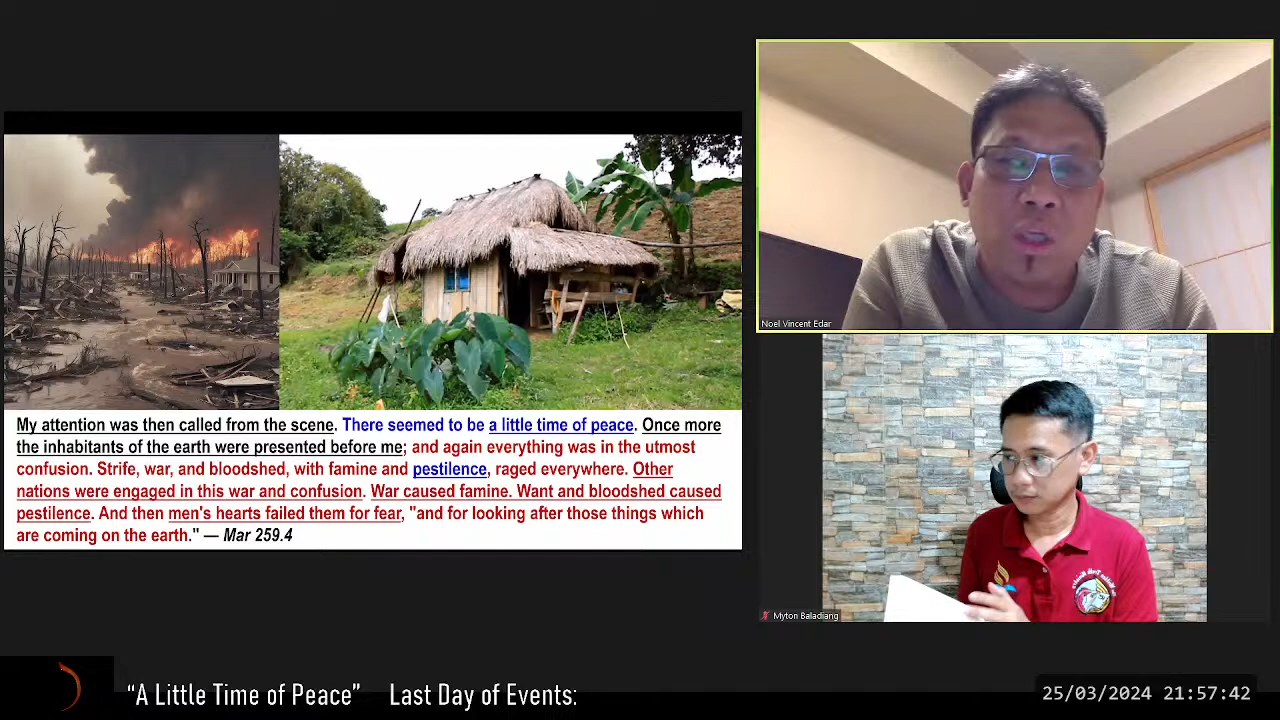 My attention was then called from the scene. There seemed to be a little time of peace. Once more
the inhabitants of the earth were presented before me; and again everything was in the utmost
confusion. Strife, war, and bloodshed, with famine and pestilence, raged everywhere. Other
nations were engaged in this war and confusion. War caused famine. Want and bloodshed caused
pestilence. And then men's hearts failed them for fear, "and for looking after those things which
are coming on the earth." — Mar 259.4
Noel Vincent Edar
Myton Baladiang
“A Little Time of Peace” Last Day of Events:
25/03/2024 21:57:42